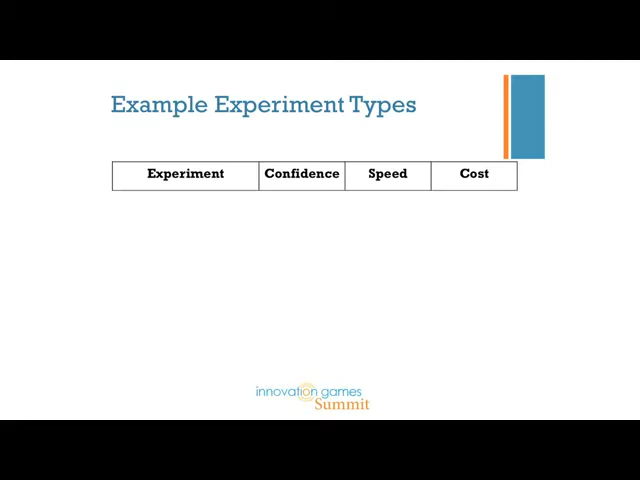 Example Experiment Types
Experiment Confidence Speed Cost
innovation games
Summit